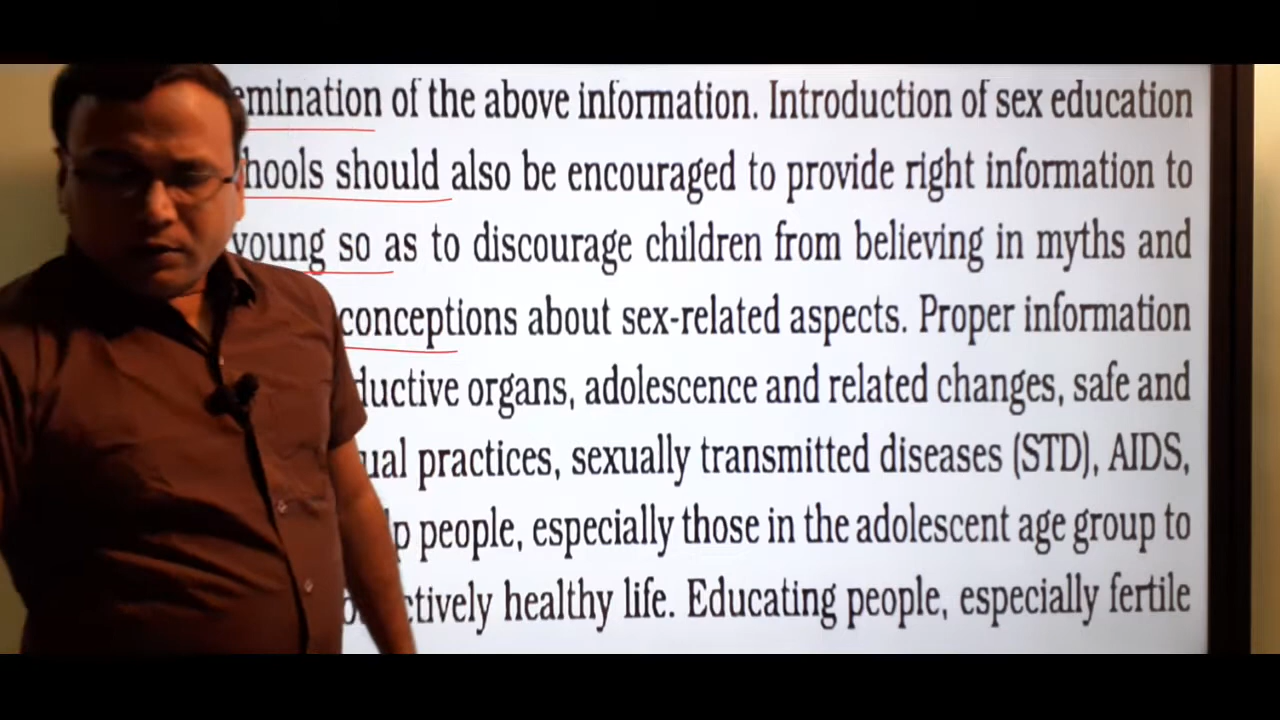 emination of the above information. Introduction of sex education
hools should also be encouraged to provide right information to
young so as to discourage children from believing in myths and
conceptions about sex-related aspects. Proper information
ductive organs, adolescence and related changes, safe and
ual practices, sexually transmitted diseases (STD), AIDS,
p people, especially those in the adolescent age group to
ctively healthy life. Educating people, especially fertile